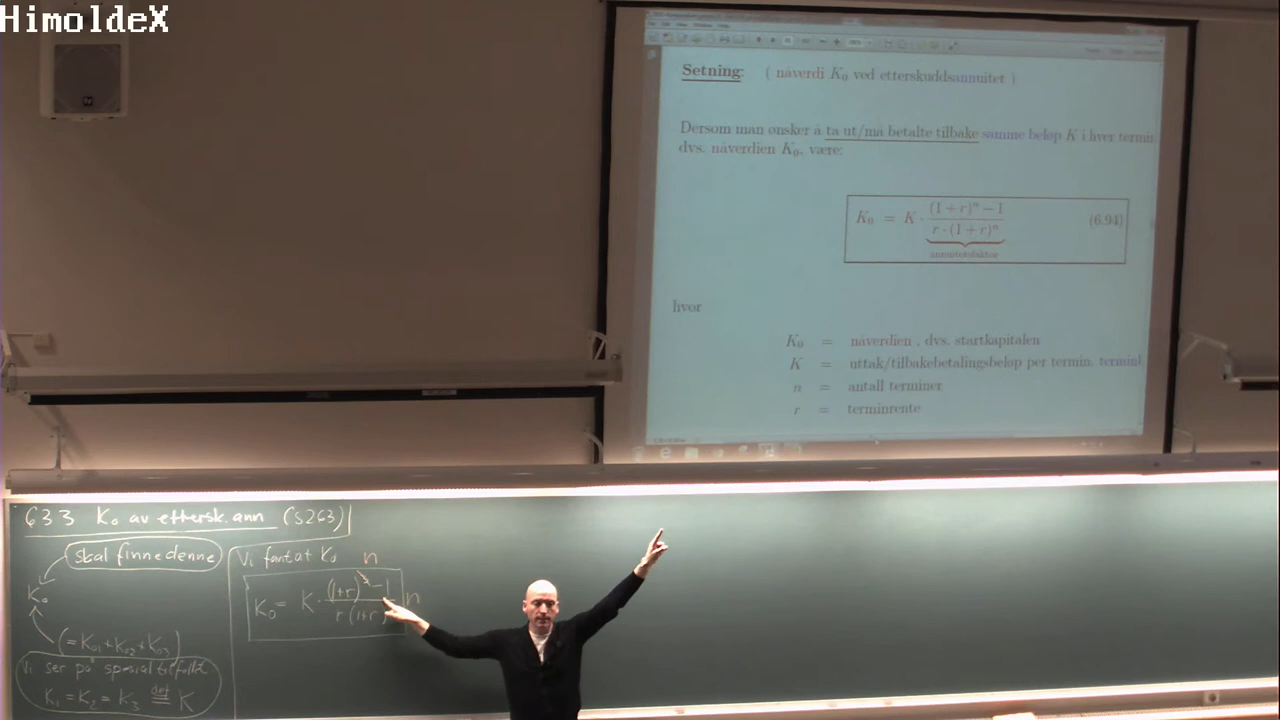 HimoldeX
Setning: ( nåverdi K₀ ved etterskuddsannuitet )
Dersom man ønsker å ta ut/må betalte tilbake samme beløp K i hver termin
dvs. nåverdien K₀, være:
K₀ = K · ((1 + r)ⁿ − 1) / (r · (1 + r)ⁿ) (6.94)
annuitetsfaktor
hvor
K₀ = nåverdien , dvs. startkapitalen
K = uttak/tilbakebetalingsbeløp per termin,
n = antall terminer
r = terminrente
6.3.3 K₀ av ettersk. ann (s263)
skal finne denne
K₀
(= K₀₁ + K₀₂ + K₀₃)
Vi ser på spesialtilfellet
K₁ = K₂ = K₃ def= K
Vi fant at K₀
n
K₀ = K · (1+r) − 1 / r (1+r)
n